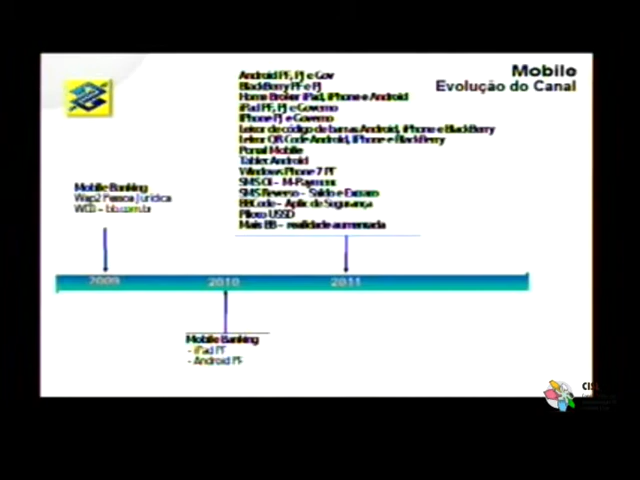 Mobile
Evolução do Canal
Android PF, PJ e Gov
BlackBerry PF e PJ
Home Broker iPad, iPhone e Android
iPad PF, PJ e Governo
iPhone PJ e Governo
Leitor de código de barras Android, iPhone e BlackBerry
Leitor QR Code Android, iPhone e BlackBerry
Portal Mobile
Tablet Android
Windows Phone 7 PF
SMS Oi – M-Payment
SMS Reverso – Saldo e Extrato
BBCode – Aplic de Segurança
Piloto USSD
Mais BB – realidade aumentada
Mobile Banking
Wap2 Pessoa Jurídica
– bb.com.br
2009
2010
2011
Mobile Banking
- iPad PF
- Android PF